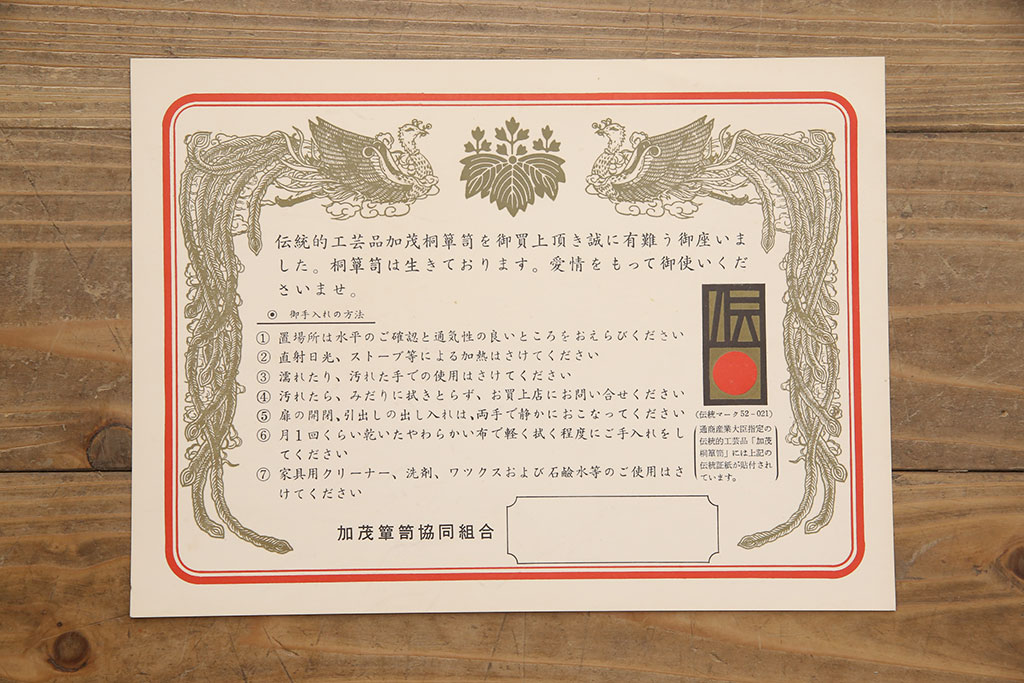 伝統的工芸品加茂桐簞笥を御買上頂き誠に有難う御座いま
した。桐簞笥は生きております。愛情をもって御使いくだ
さいませ。
◉ 御手入れの方法
① 置場所は水平のご確認と通気性の良いところをおえらびください
② 直射日光、ストーブ等による加熱はさけてください
③ 濡れたり、汚れた手での使用はさけてください
④ 汚れたら、みだりに拭きとらず、お買上店にお問い合せください
⑤ 扉の開閉、引出しの出し入れは、両手で静かにおこなってください
⑥ 月1回くらい乾いたやわらかい布で軽く拭く程度にご手入れをし
てください
⑦ 家具用クリーナー、洗剤、ワックスおよび石鹼水等のご使用はさ
けてください
伝
(伝統マーク52-021)
通商産業大臣指定の
伝統的工芸品「加茂
桐簞笥」には上記の
伝統証紙が貼付され
ています。
加茂簞笥協同組合